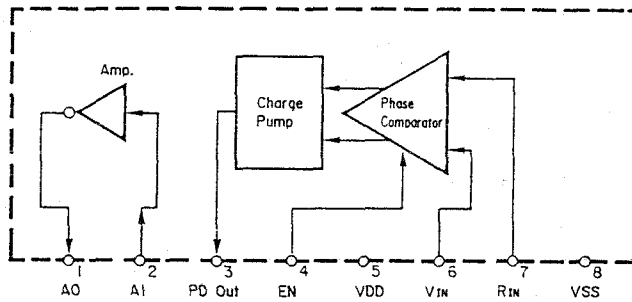 Amp.
Charge
Pump
Phase
Comparator
1 2 3 4 5 6 7 8
AO AI PD Out EN VDD VIN RIN VSS